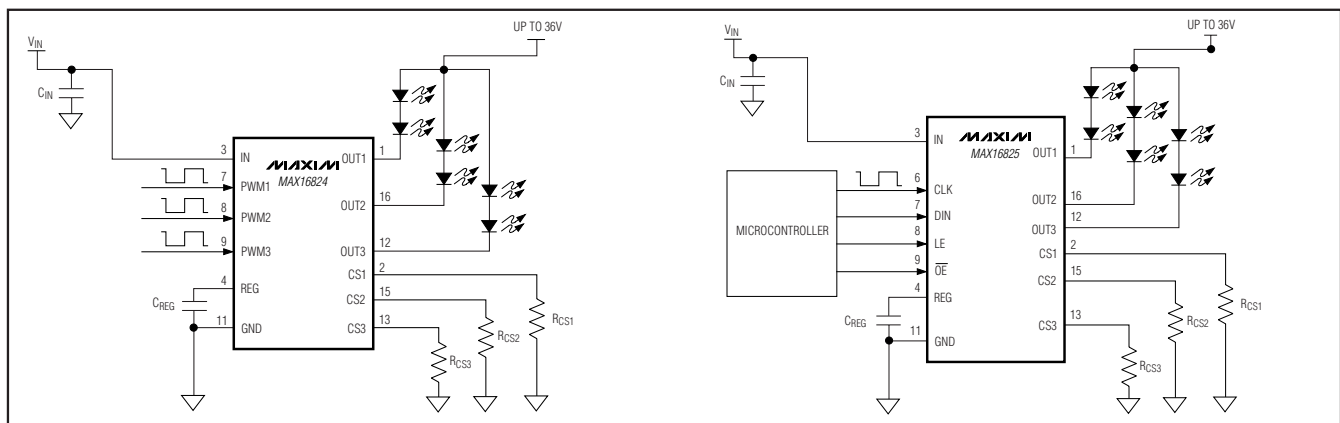 UP TO 36V
VIN
CIN
3
IN
MAXIM
MAX16824
OUT1
1
7
PWM1
8
PWM2
OUT2
16
9
PWM3
OUT3
12
CS1
2
4
REG
CS2
15
CREG
11
GND
CS3
13
RCS1
RCS2
RCS3
UP TO 36V
VIN
CIN
3
IN
MAXIM
MAX16825
OUT1
1
MICROCONTROLLER
6
CLK
7
DIN
OUT2
16
8
LE
OUT3
12
9
OE
CS1
2
4
REG
CS2
15
CREG
11
GND
CS3
13
RCS1
RCS2
RCS3